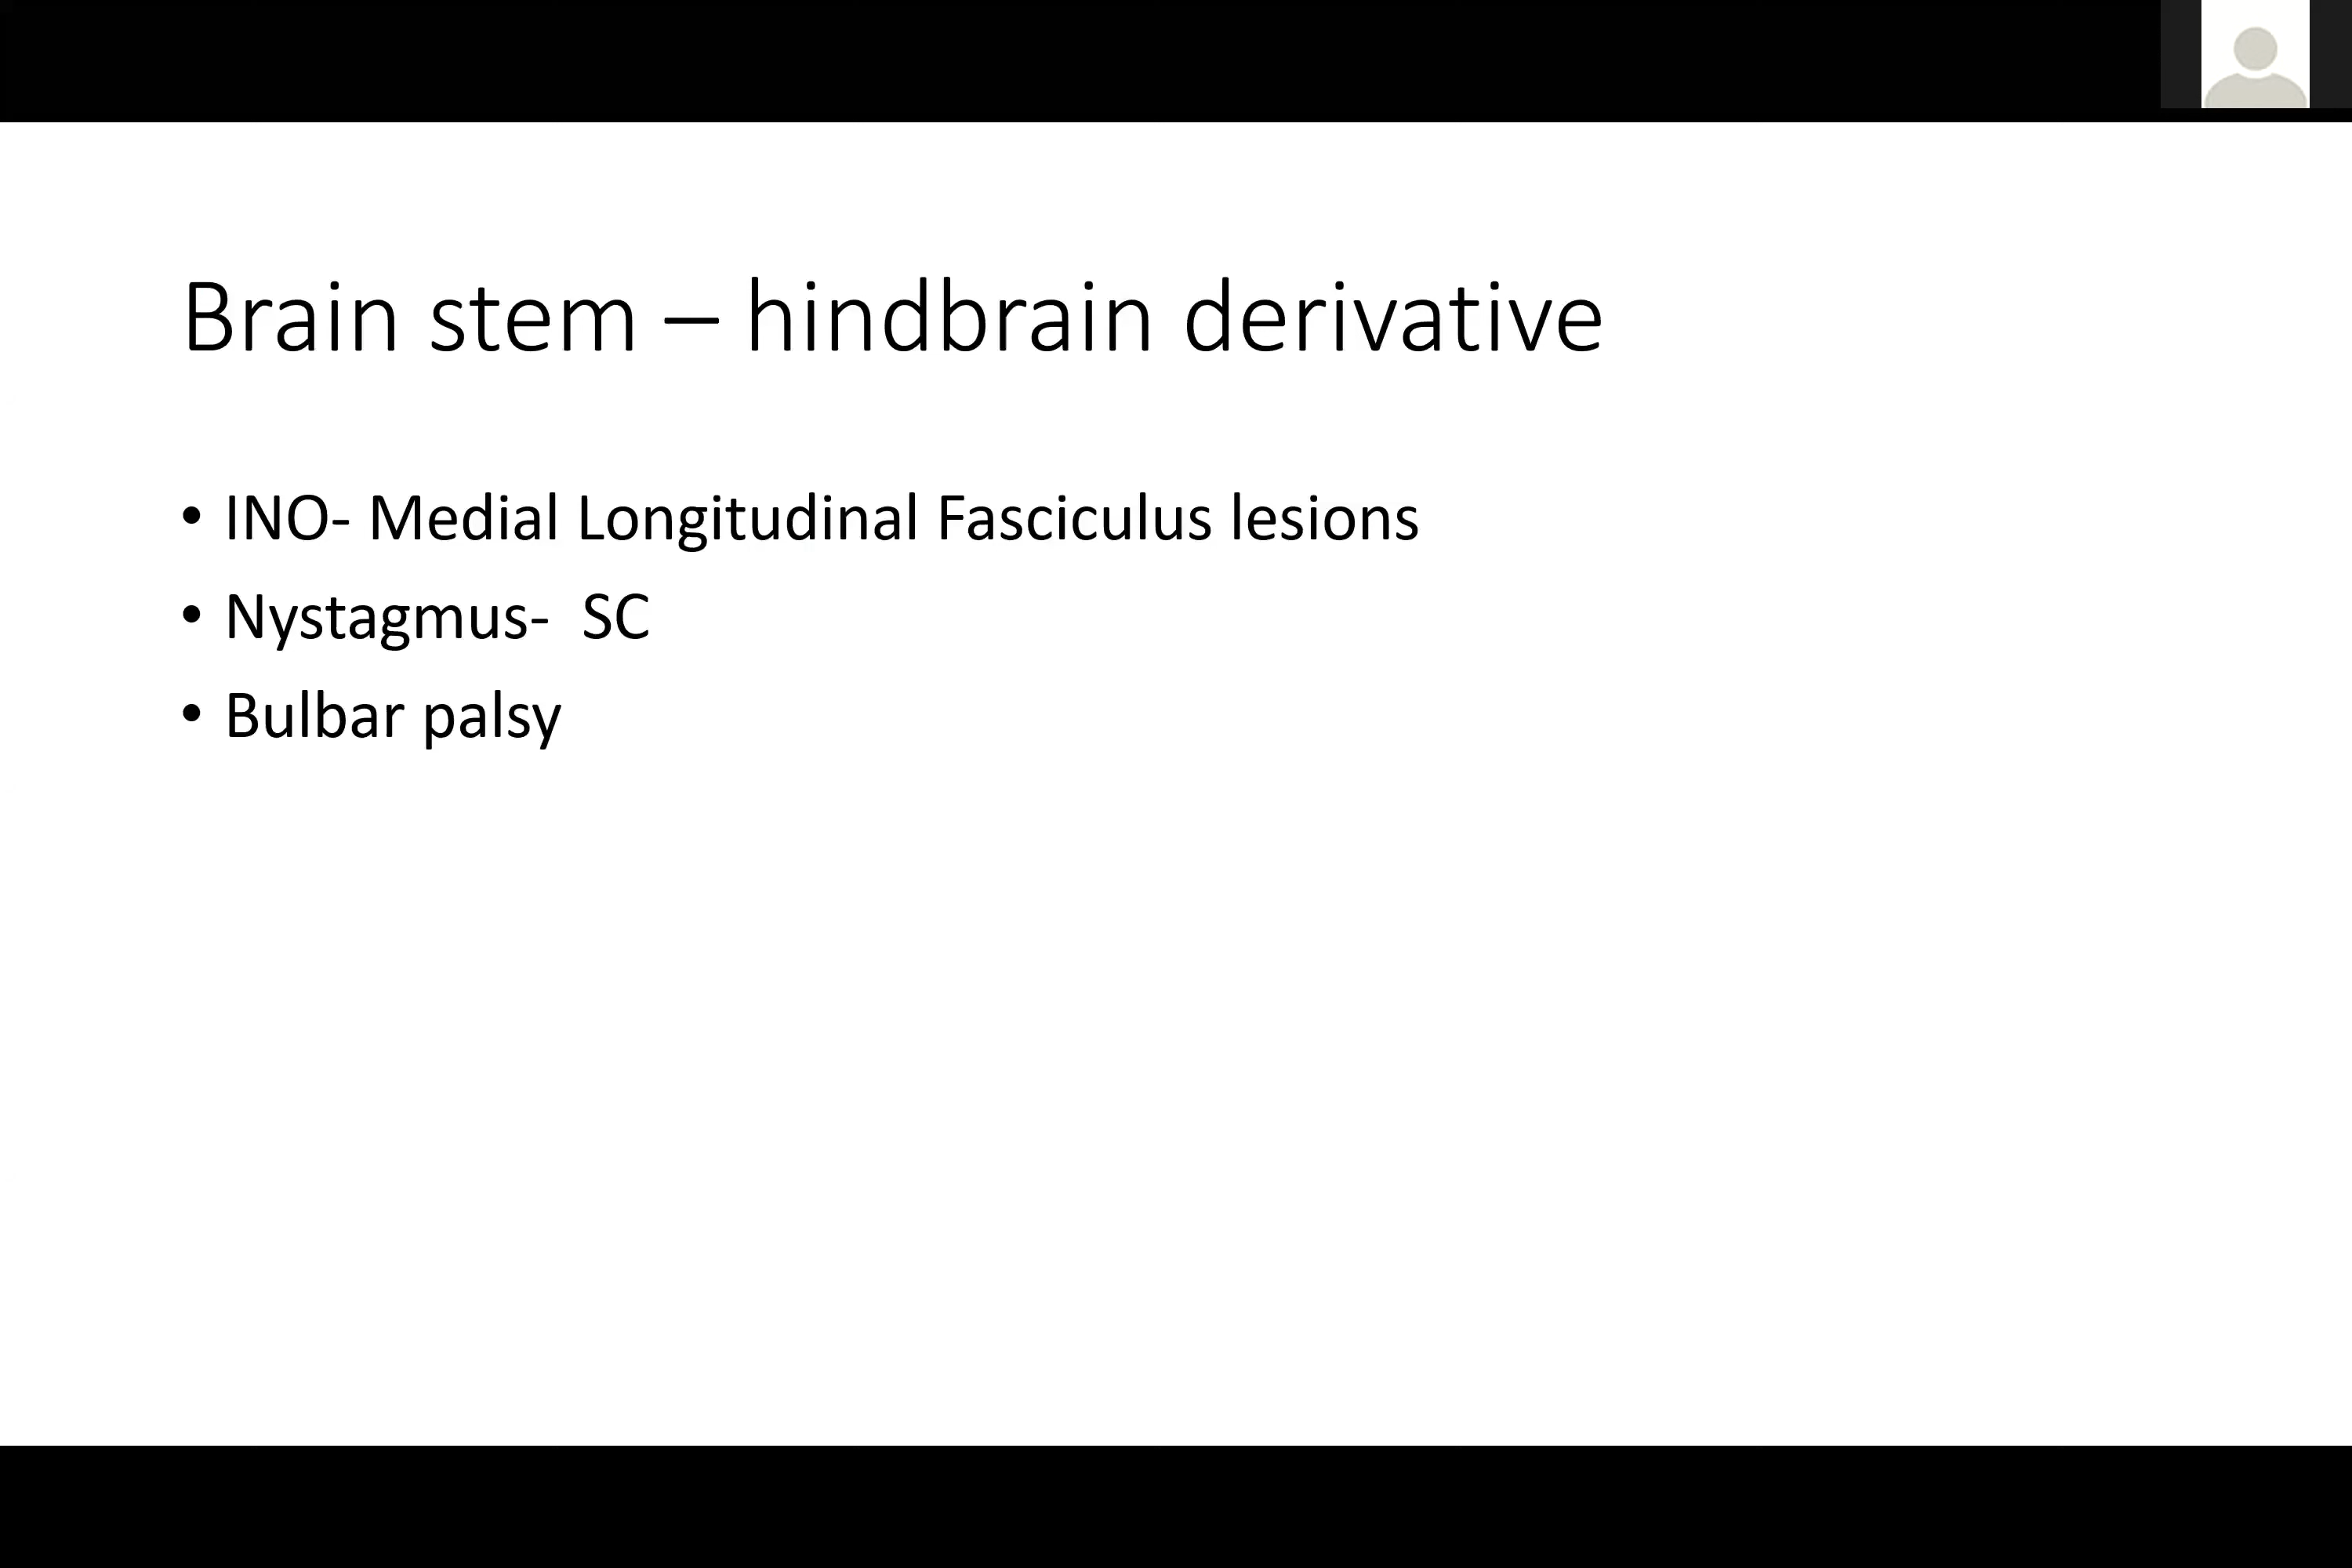 Brain stem – hindbrain derivative
• INO- Medial Longitudinal Fasciculus lesions
• Nystagmus-  SC
• Bulbar palsy